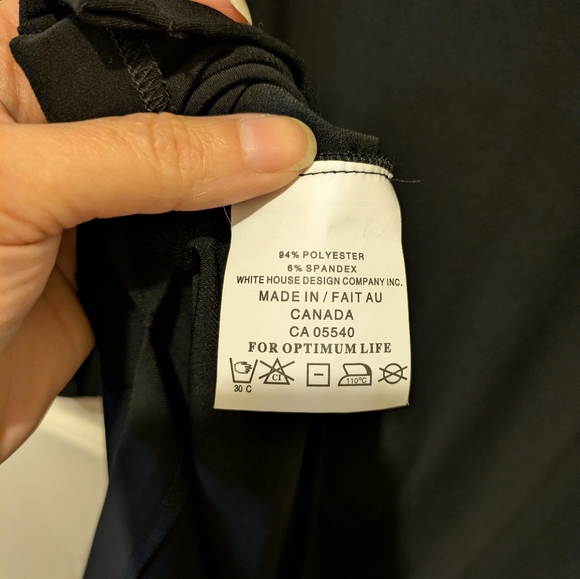 94% POLYESTER
6% SPANDEX
WHITE HOUSE DESIGN COMPANY INC.
MADE IN / FAIT AU
CANADA
CA 05540
FOR OPTIMUM LIFE
Cl 110°C
30 C